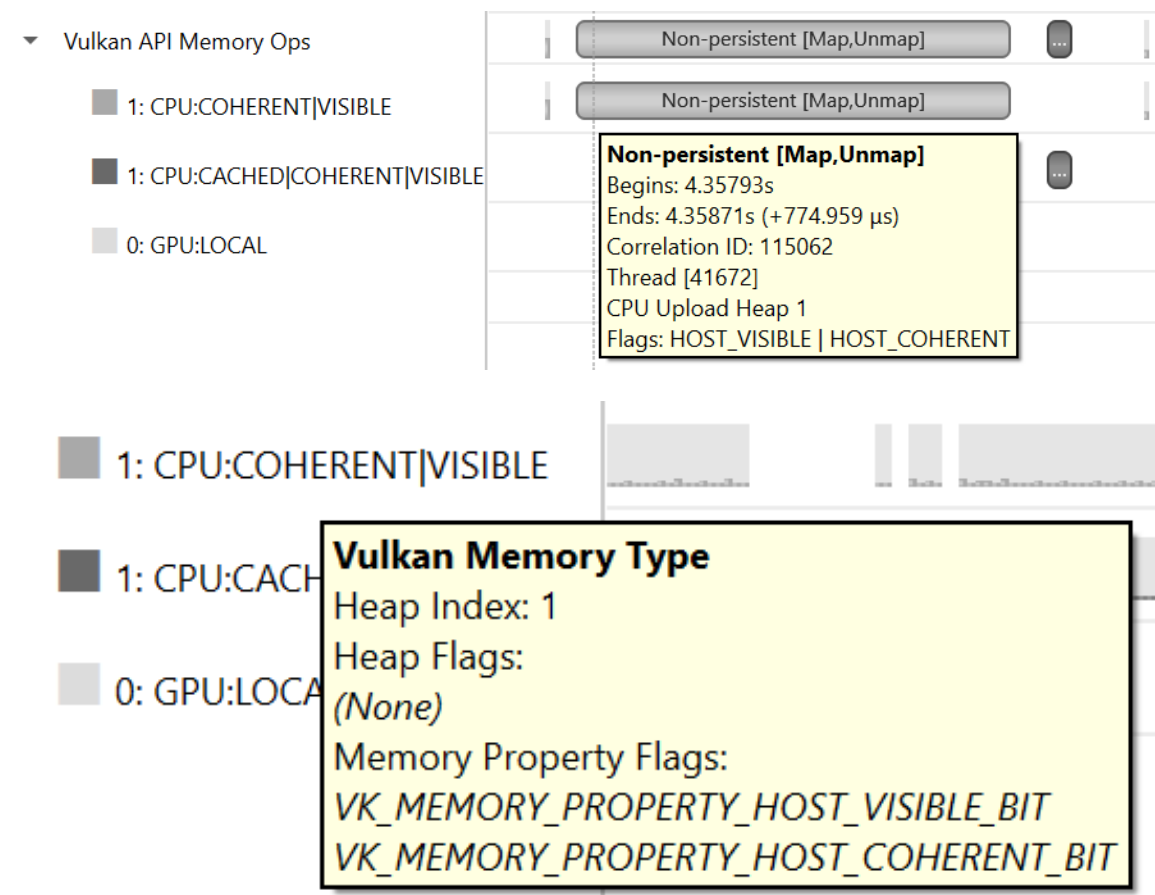 Vulkan API Memory Ops
Non-persistent [Map,Unmap]
...
1: CPU:COHERENT|VISIBLE
Non-persistent [Map,Unmap]
1: CPU:CACHED|COHERENT|VISIBLE
...
0: GPU:LOCAL
Non-persistent [Map,Unmap]
Begins: 4.35793s
Ends: 4.35871s (+774.959 μs)
Correlation ID: 115062
Thread [41672]
CPU Upload Heap 1
Flags: HOST_VISIBLE | HOST_COHERENT
1: CPU:COHERENT|VISIBLE
1: CPU:CACH
0: GPU:LOCA
Vulkan Memory Type
Heap Index: 1
Heap Flags:
(None)
Memory Property Flags:
VK_MEMORY_PROPERTY_HOST_VISIBLE_BIT
VK_MEMORY_PROPERTY_HOST_COHERENT_BIT